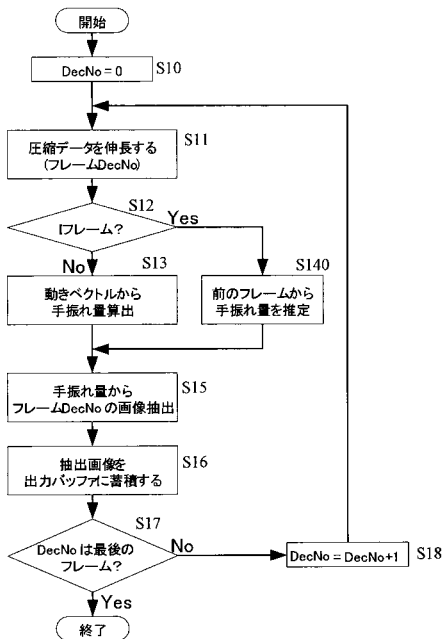 開始
DecNo = 0
S10
圧縮データを伸長する
(フレームDecNo)
S11
S12
Iフレーム?
Yes
No
S13
S140
動きベクトルから
手振れ量算出
前のフレームから
手振れ量を推定
手振れ量から
フレームDecNoの画像抽出
S15
抽出画像を
出力バッファに蓄積する
S16
S17
DecNoは最後の
フレーム?
No
DecNo = DecNo+1
S18
Yes
終了